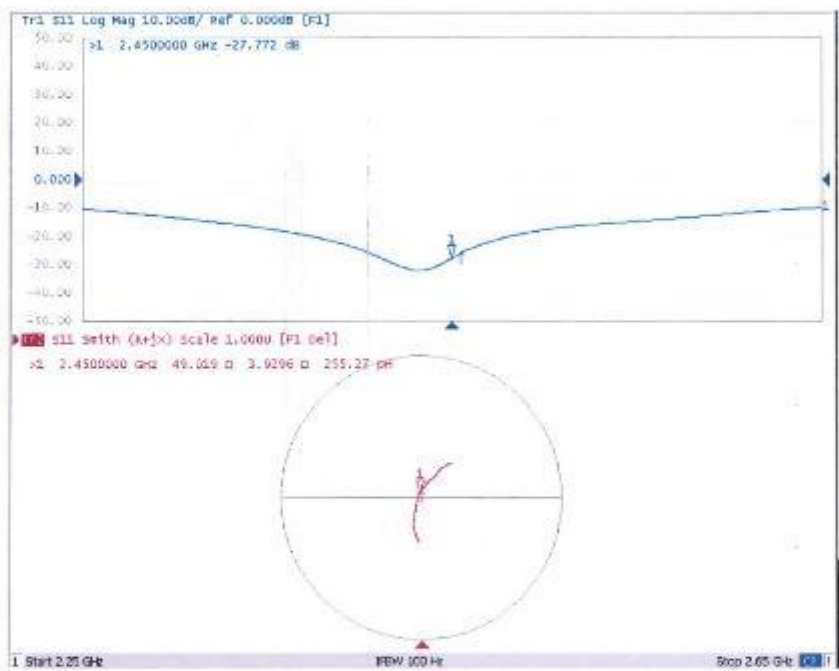 Tr1 S11 Log Mag 10.00dB/ Ref 0.000dB [F1]
50.00
>1 2.4500000 GHz -27.772 dB
40.00
30.00
20.00
10.00
0.000
-10.00
-20.00
1
-30.00
-40.00
-50.00
Tr2 S11 Smith (R+jX) Scale 1.000U [F1 Del]
>1 2.4500000 GHz 49.019 Ω 3.9296 Ω 255.27 pH
1
1 Start 2.25 GHz
IFBW 100 Hz
Stop 2.65 GHz